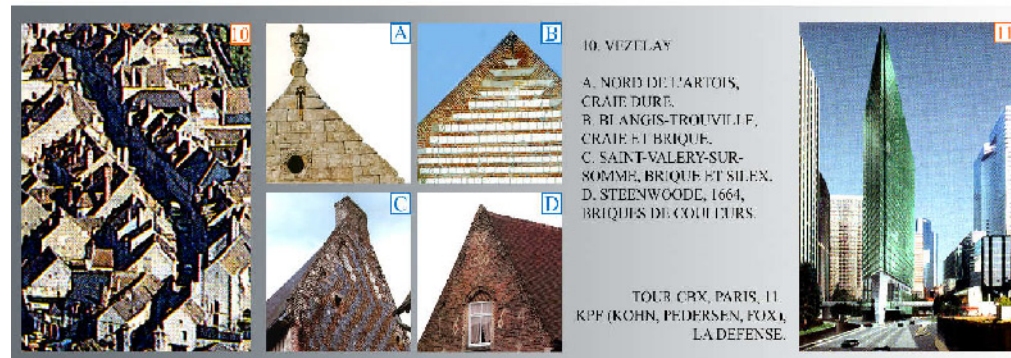 10
A
B
C
D
10. VEZELAY
A. NORD DE L'ARTOIS,
CRAIE DURE.
B. BLANGIS-TROUVILLE,
CRAIE ET BRIQUE.
C. SAINT-VALERY-SUR-
SOMME, BRIQUE ET SILEX.
D. STEENWOODE, 1664,
BRIQUES DE COULEURS.
TOUR CBX, PARIS, 11.
KPF (KOHN, PEDERSEN, FOX),
LA DEFENSE.
11